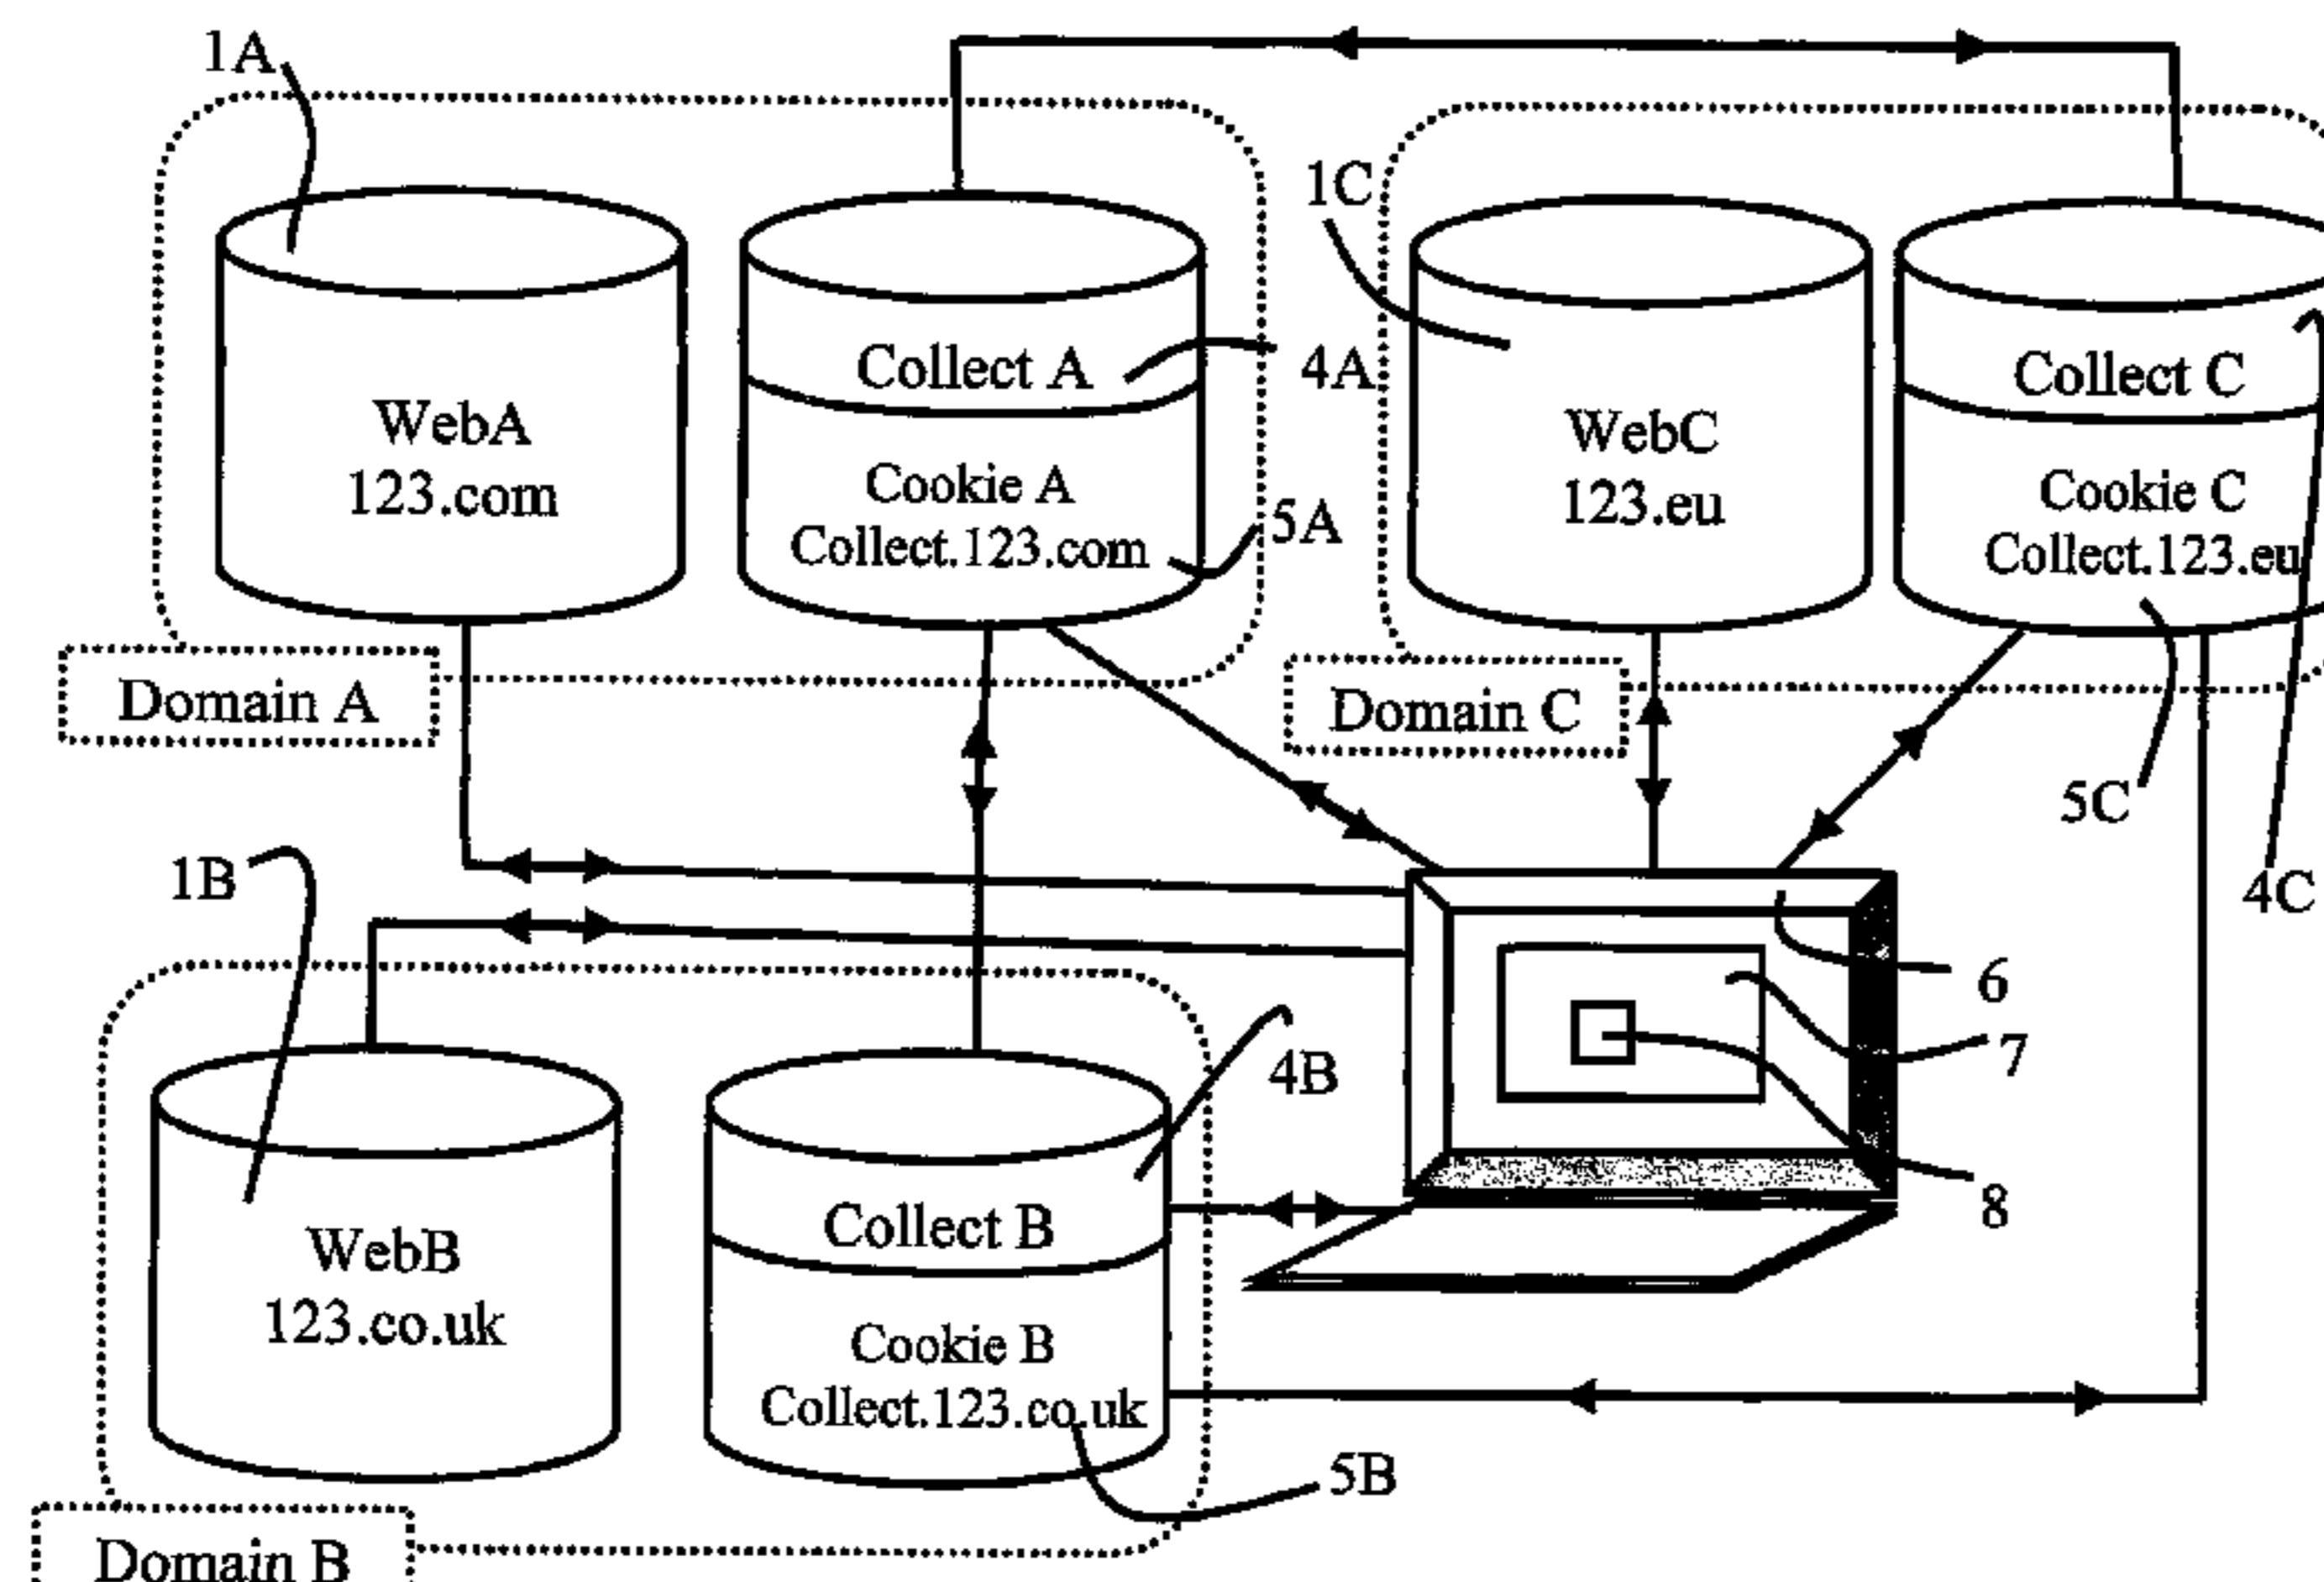 1A
1C
WebA
123.com
Collect A
4A
Cookie A
Collect.123.com
5A
WebC
123.eu
Collect C
Cookie C
Collect.123.eu
Domain A
Domain C
5C
4C
1B
6
7
8
4B
WebB
123.co.uk
Collect B
Cookie B
Collect.123.co.uk
5B
Domain B